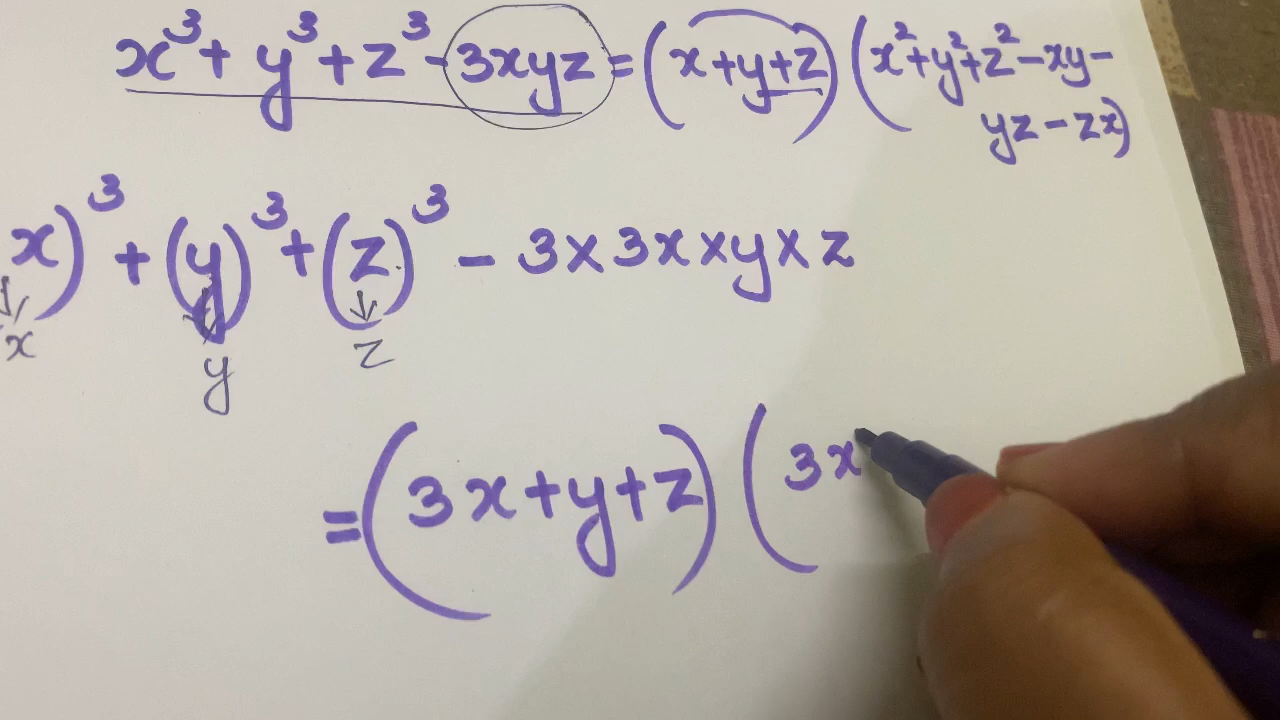 x³ + y³ + z³ - 3xyz = (x + y + z) (x² + y² + z² - xy -
yz - zx)
x)³ + (y)³ + (z)³ - 3 × 3x × y × z
x y z
= (3x + y + z) (3x